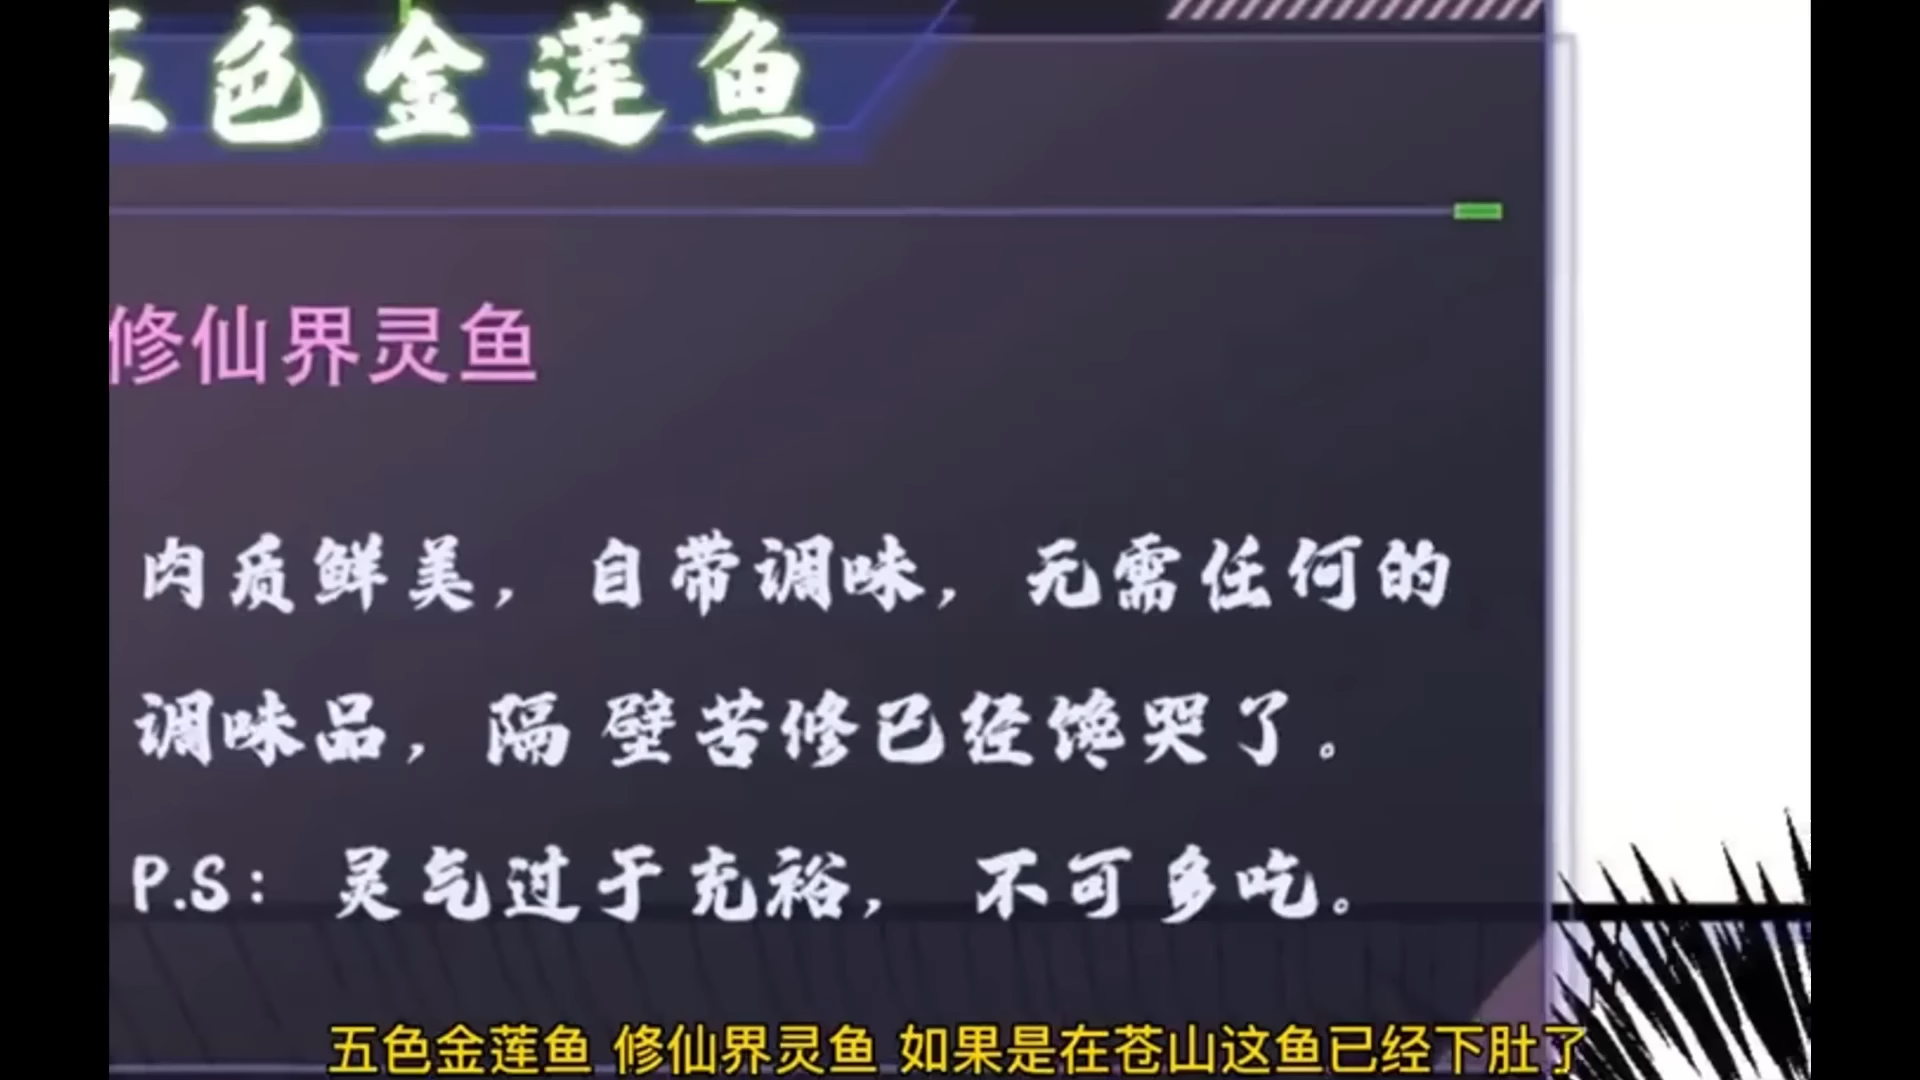 五色金莲鱼
修仙界灵鱼
肉质鲜美，自带调味，无需任何的
调味品，隔壁苦修已经馋哭了。
P.S：灵气过于充裕，不可多吃。
五色金莲鱼 修仙界灵鱼 如果是在苍山这鱼已经下肚了